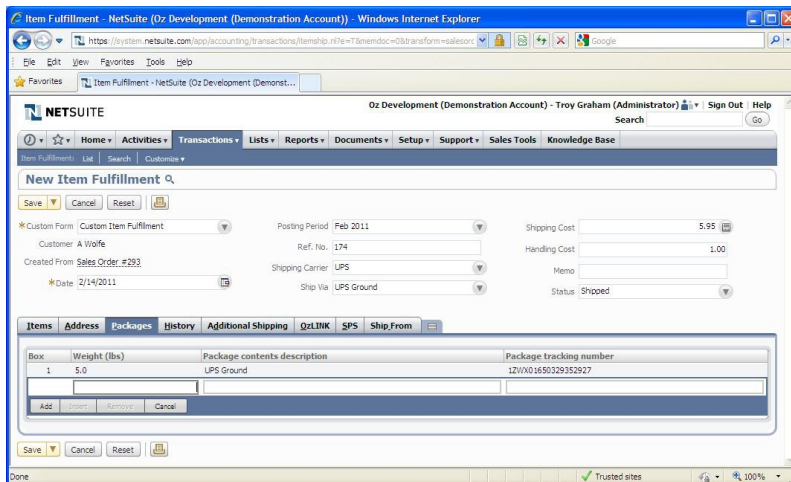 Item Fulfillment - NetSuite (Oz Development (Demonstration Account)) - Windows Internet Explorer
https://system.netsuite.com/app/accounting/transactions/itemship.nl?e=T&memdoc=0&transform=salesorc
Google
File Edit View Favorites Tools Help
Favorites Item Fulfillment - NetSuite (Oz Development (Demonst...
NETSUITE
Oz Development (Demonstration Account) - Troy Graham (Administrator) Sign Out | Help
Search Go
Home Activities Transactions Lists Reports Documents Setup Support Sales Tools Knowledge Base
Item Fulfillment: List | Search | Customize
New Item Fulfillment
Save Cancel Reset
*Custom Form Custom Item Fulfillment Posting Period Feb 2011 Shipping Cost 5.95
Customer A Wolfe Ref. No. 174 Handling Cost 1.00
Created From Sales Order #293 Shipping Carrier UPS Memo
*Date 2/14/2011 Ship Via UPS Ground Status Shipped
Items Address Packages History Additional Shipping OzLINK SPS Ship From
Box Weight (lbs) Package contents description Package tracking number
1 5.0 UPS Ground 1ZWX01650329352927
Add Insert Remove Cancel
Save Cancel Reset
Done Trusted sites 100%